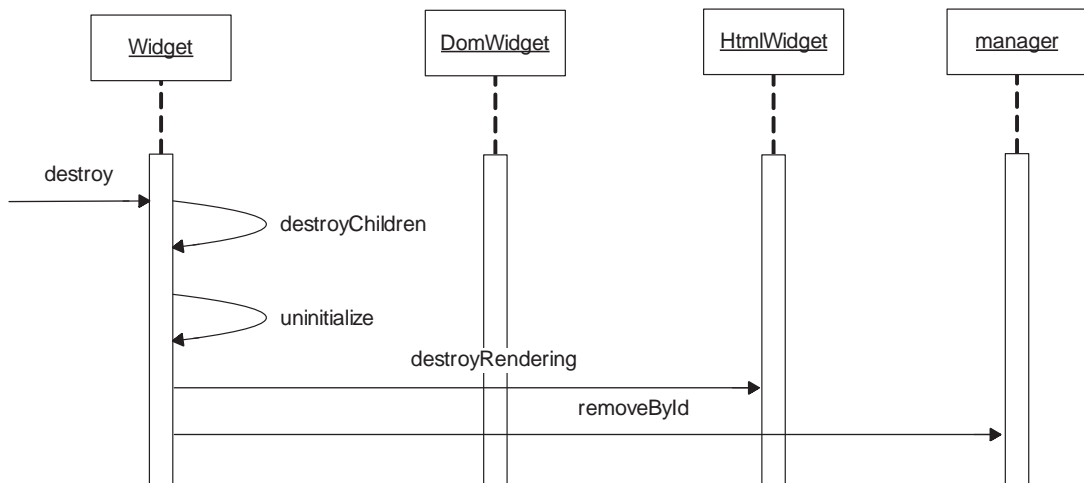 Widget
DomWidget
HtmlWidget
manager
destroy
destroyChildren
uninitialize
destroyRendering
removeById